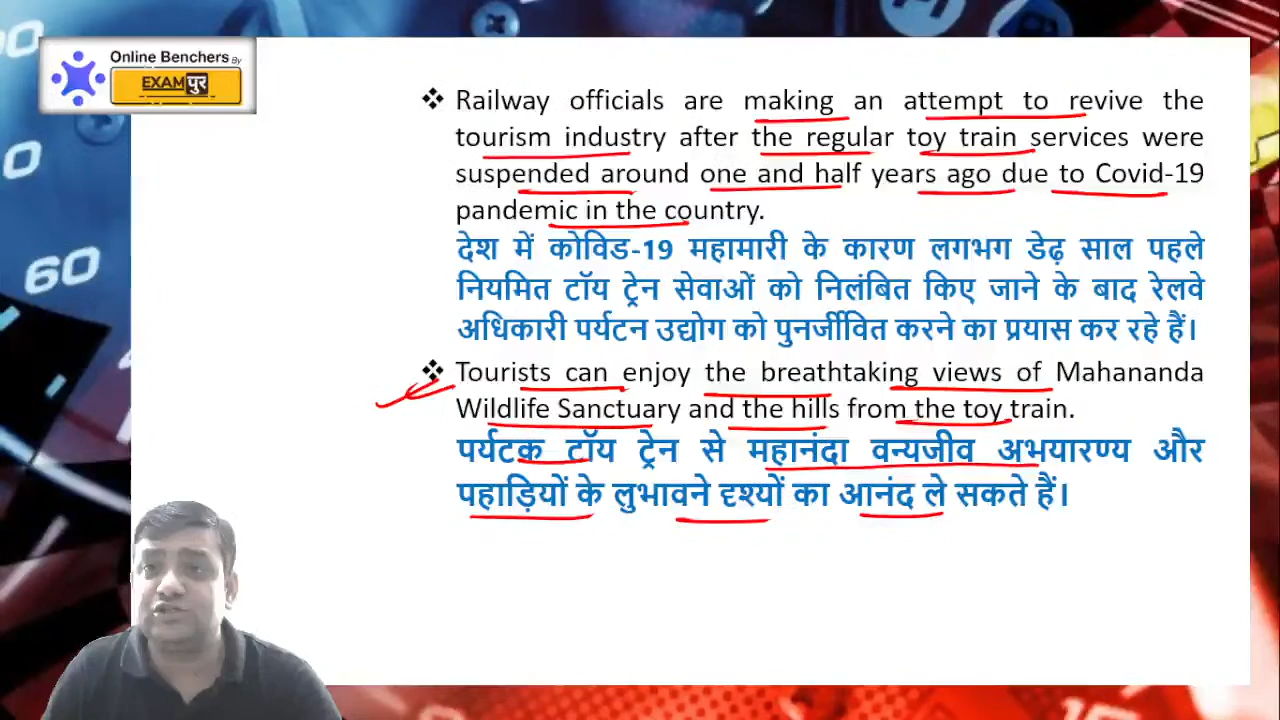 Online Benchers By
EXAMपुर
❖ Railway officials are making an attempt to revive the
tourism industry after the regular toy train services were
suspended around one and half years ago due to Covid-19
pandemic in the country.
देश में कोविड-19 महामारी के कारण लगभग डेढ़ साल पहले
नियमित टॉय ट्रेन सेवाओं को निलंबित किए जाने के बाद रेलवे
अधिकारी पर्यटन उद्योग को पुनर्जीवित करने का प्रयास कर रहे हैं।
❖ Tourists can enjoy the breathtaking views of Mahananda
Wildlife Sanctuary and the hills from the toy train.
पर्यटक टॉय ट्रेन से महानंदा वन्यजीव अभयारण्य और
पहाड़ियों के लुभावने दृश्यों का आनंद ले सकते हैं।
60